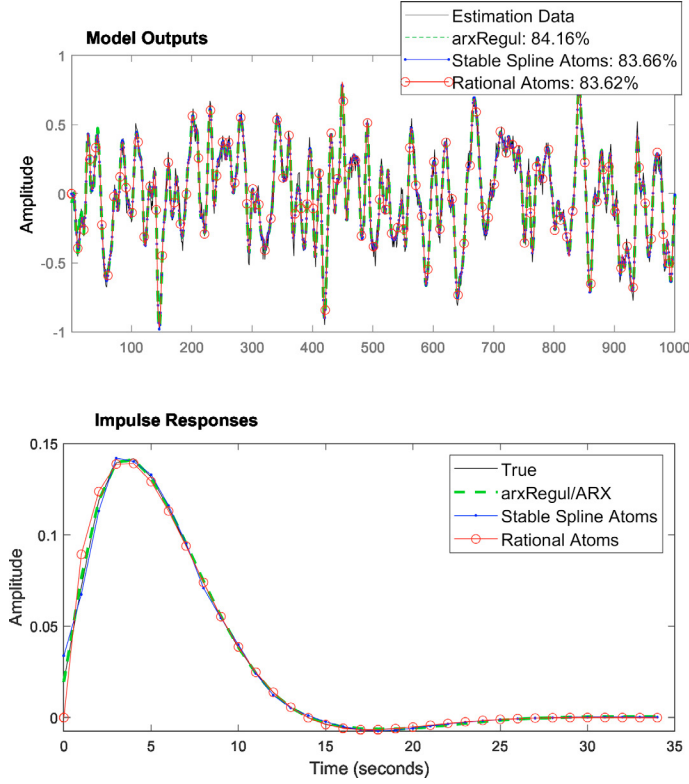 Model Outputs
Estimation Data
arxRegul: 84.16%
Stable Spline Atoms: 83.66%
Rational Atoms: 83.62%
1
0.5
0
-0.5
-1
Amplitude
100 200 300 400 500 600 700 800 900 1000
Impulse Responses
True
arxRegul/ARX
Stable Spline Atoms
Rational Atoms
0.15
0.1
0.05
0
Amplitude
0 5 10 15 20 25 30 35
Time (seconds)